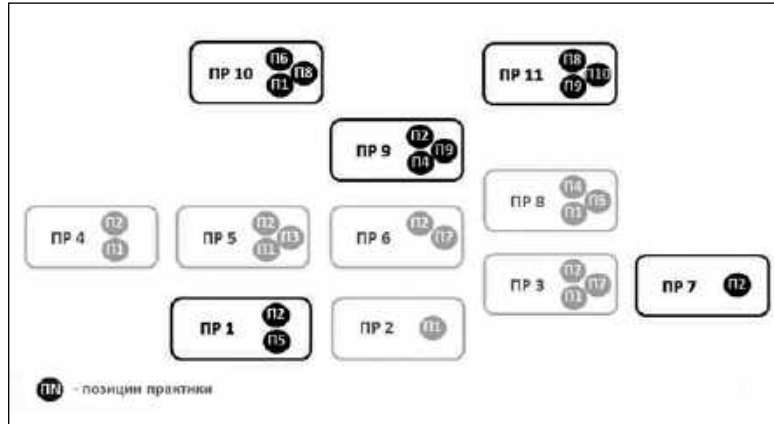 ПР 10 П6 П8 П1
ПР 11 П8 П10 П9
ПР 9 П2 П9 П4
ПР 8 П4 П1
ПР 4 П2 П1
ПР 5 П2 П3 П1
ПР 6 П2 П7
ПР 3 П7 П1
ПР 7 П2
ПР 1 П2 П5
ПР 2 П1
ПN - позиции практики